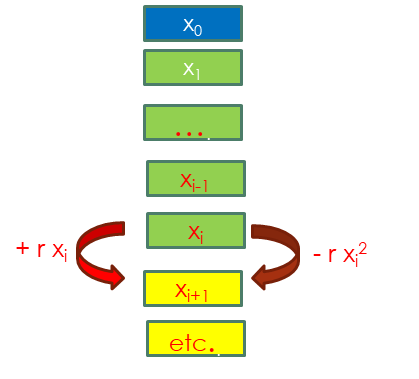 x₀
x₁
....
xᵢ₋₁
xᵢ
+ r xᵢ
- r xᵢ²
xᵢ₊₁
etc..